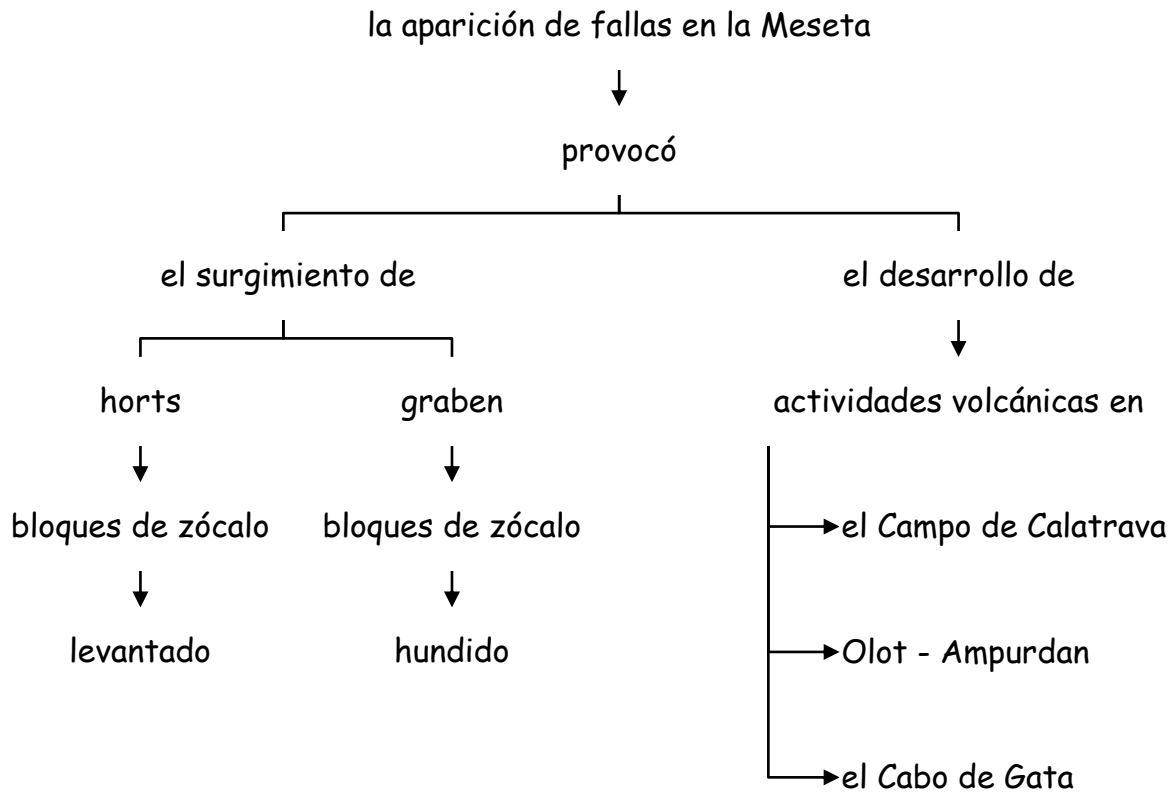 la aparición de fallas en la Meseta
provocó
el surgimiento de
el desarrollo de
horts
graben
actividades volcánicas en
bloques de zócalo
bloques de zócalo
el Campo de Calatrava
levantado
hundido
Olot - Ampurdan
el Cabo de Gata